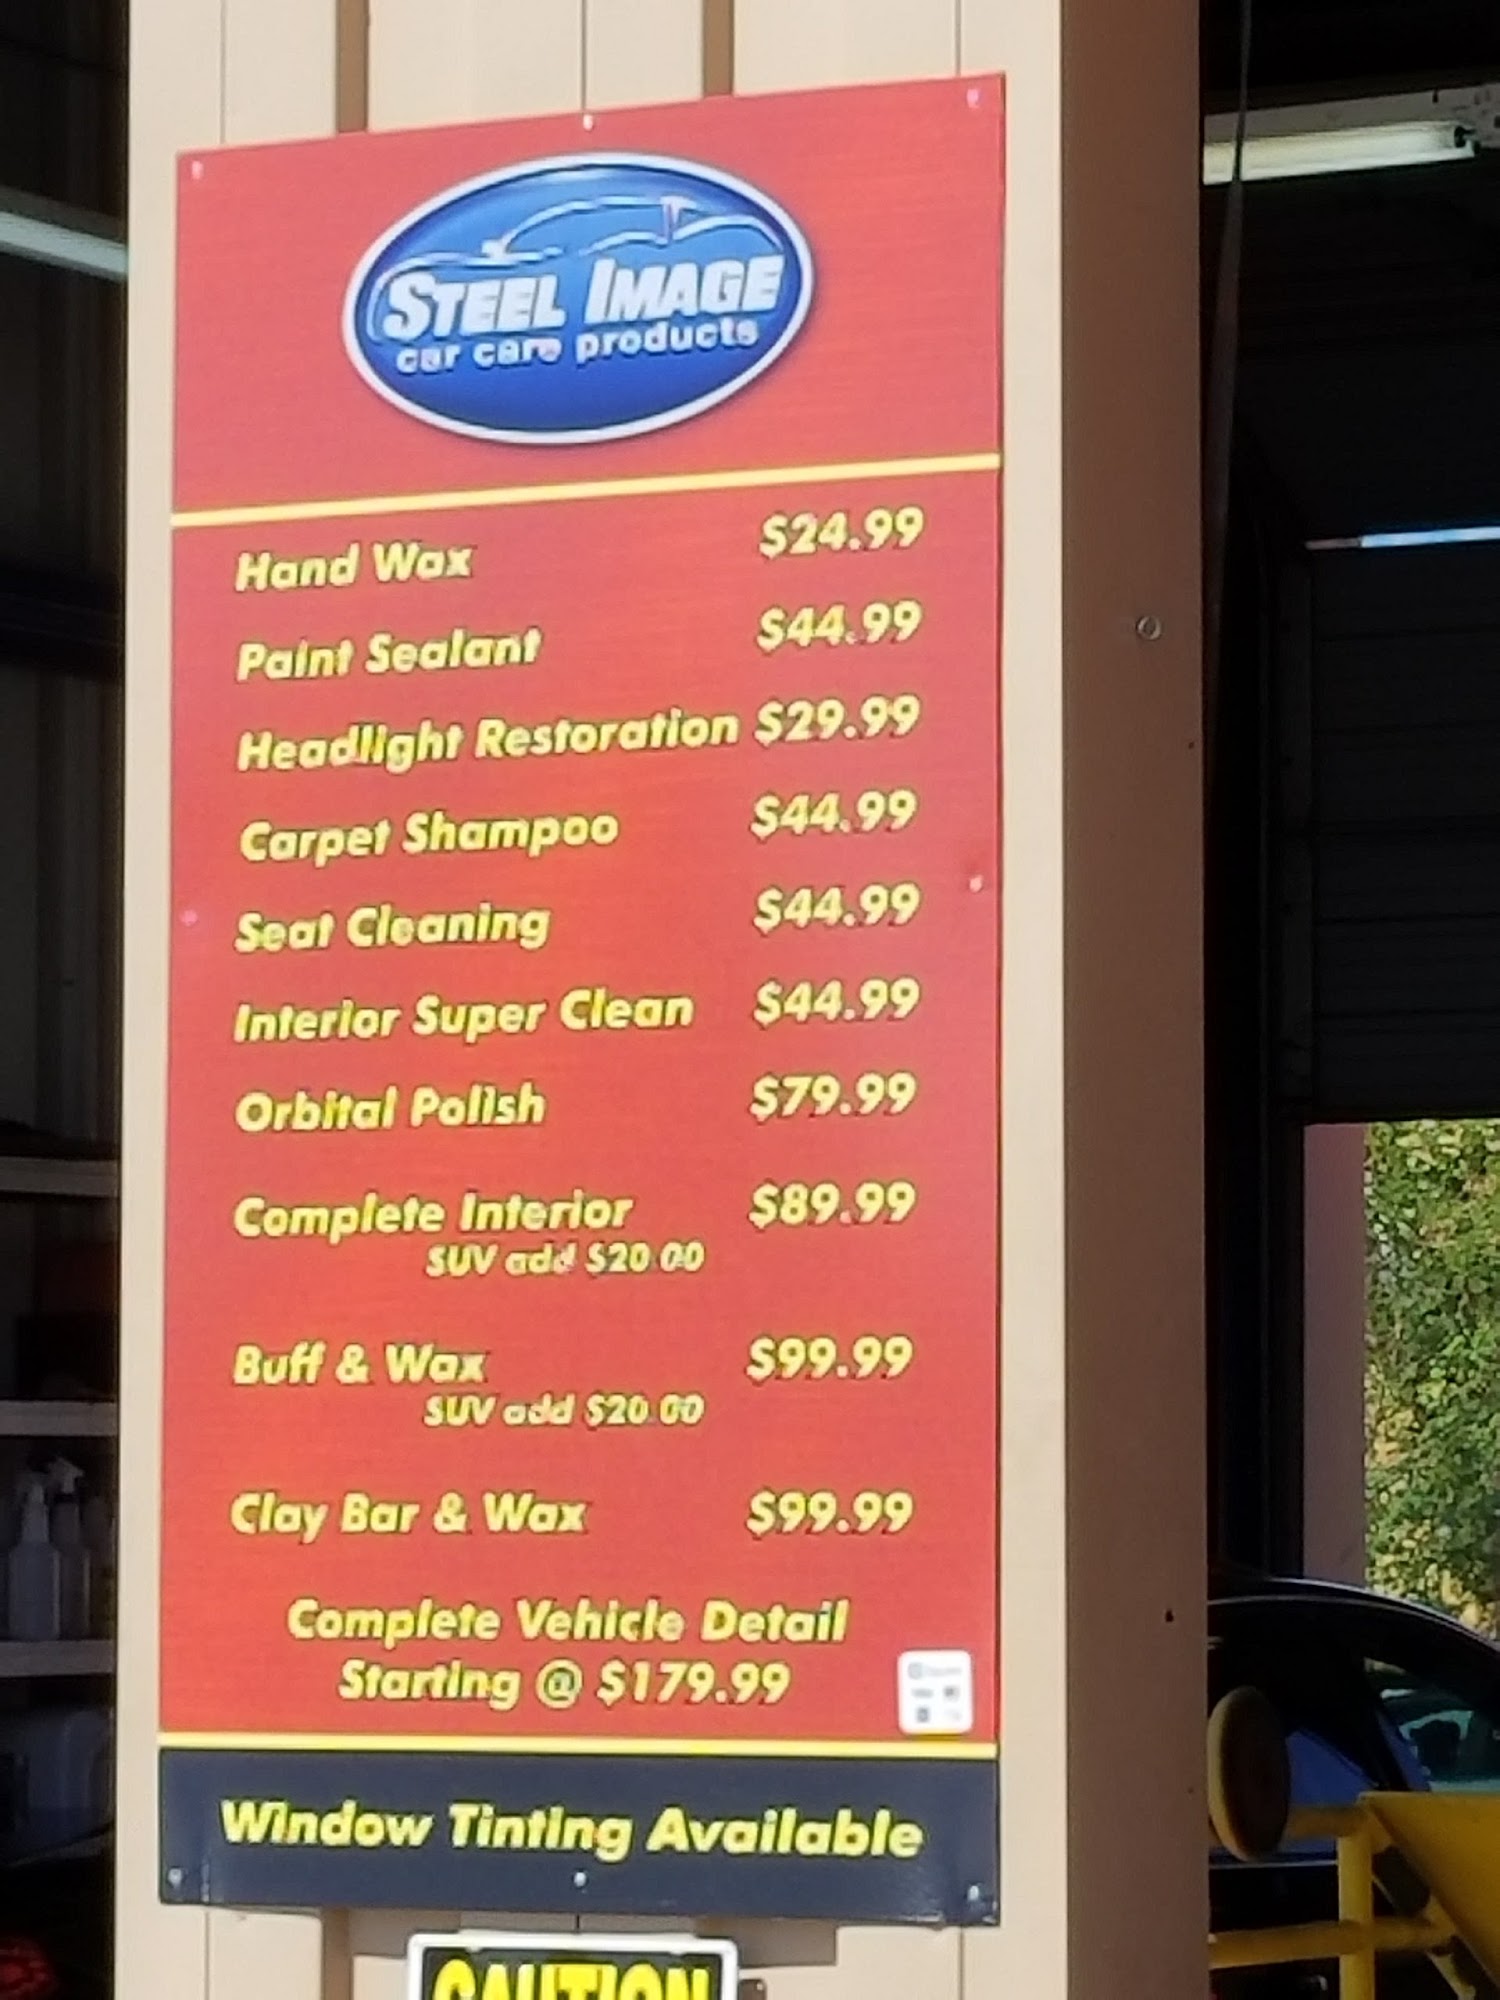 STEEL IMAGE
car care products
Hand Wax $24.99
Paint Sealant $44.99
Headlight Restoration $29.99
Carpet Shampoo $44.99
Seat Cleaning $44.99
Interior Super Clean $44.99
Orbital Polish $79.99
Complete Interior $89.99
SUV add $20.00
Buff & Wax $99.99
SUV add $20.00
Clay Bar & Wax $99.99
Complete Vehicle Detail
Starting @ $179.99
Window Tinting Available
CAUTION